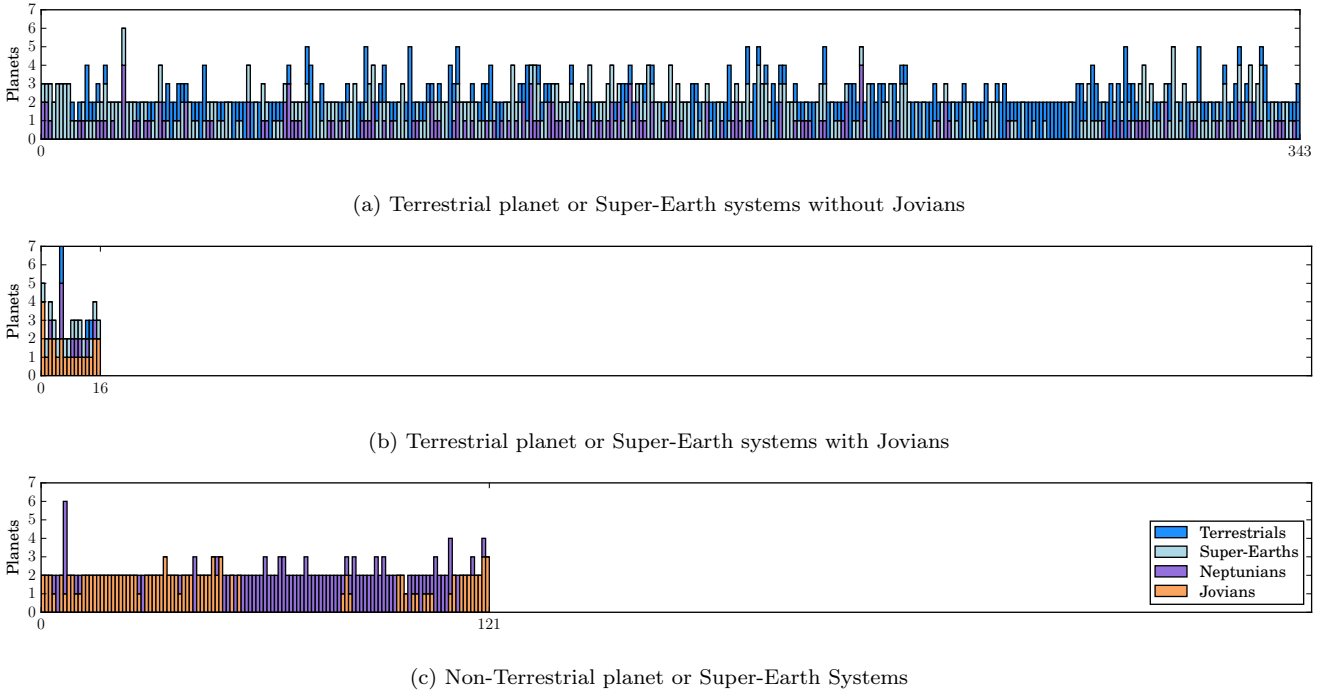 7
6
5
4
3
2
1
0
Planets
0 343
(a) Terrestrial planet or Super-Earth systems without Jovians
7
6
5
4
3
2
1
0
Planets
0 16
(b) Terrestrial planet or Super-Earth systems with Jovians
7
6
5
4
3
2
1
0
Planets
0 121
Terrestrials
Super-Earths
Neptunians
Jovians
(c) Non-Terrestrial planet or Super-Earth Systems